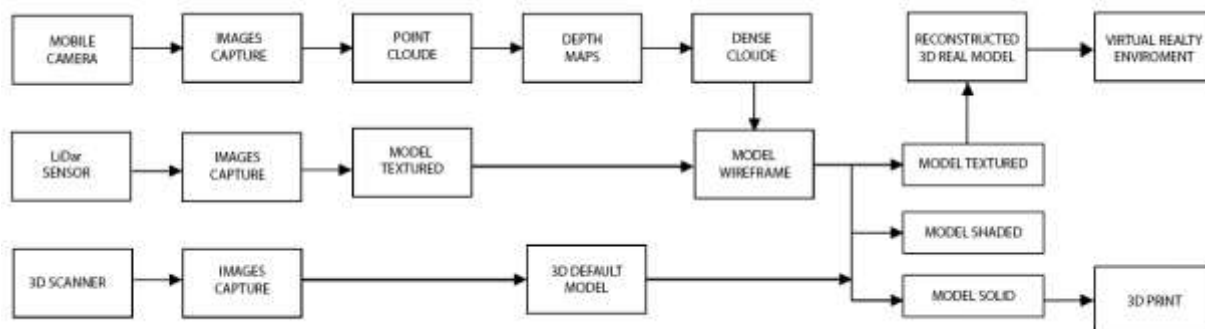 MOBILE
CAMERA
IMAGES
CAPTURE
POINT
CLOUDE
DEPTH
MAPS
DENSE
CLOUDE
RECONSTRUCTED
3D REAL MODEL
VIRTUAL REALTY
ENVIROMENT
LiDar
SENSOR
IMAGES
CAPTURE
MODEL
TEXTURED
MODEL
WIREFRAME
MODEL TEXTURED
MODEL SHADED
3D SCANNER
IMAGES
CAPTURE
3D DEFAULT
MODEL
MODEL SOLID
3D PRINT